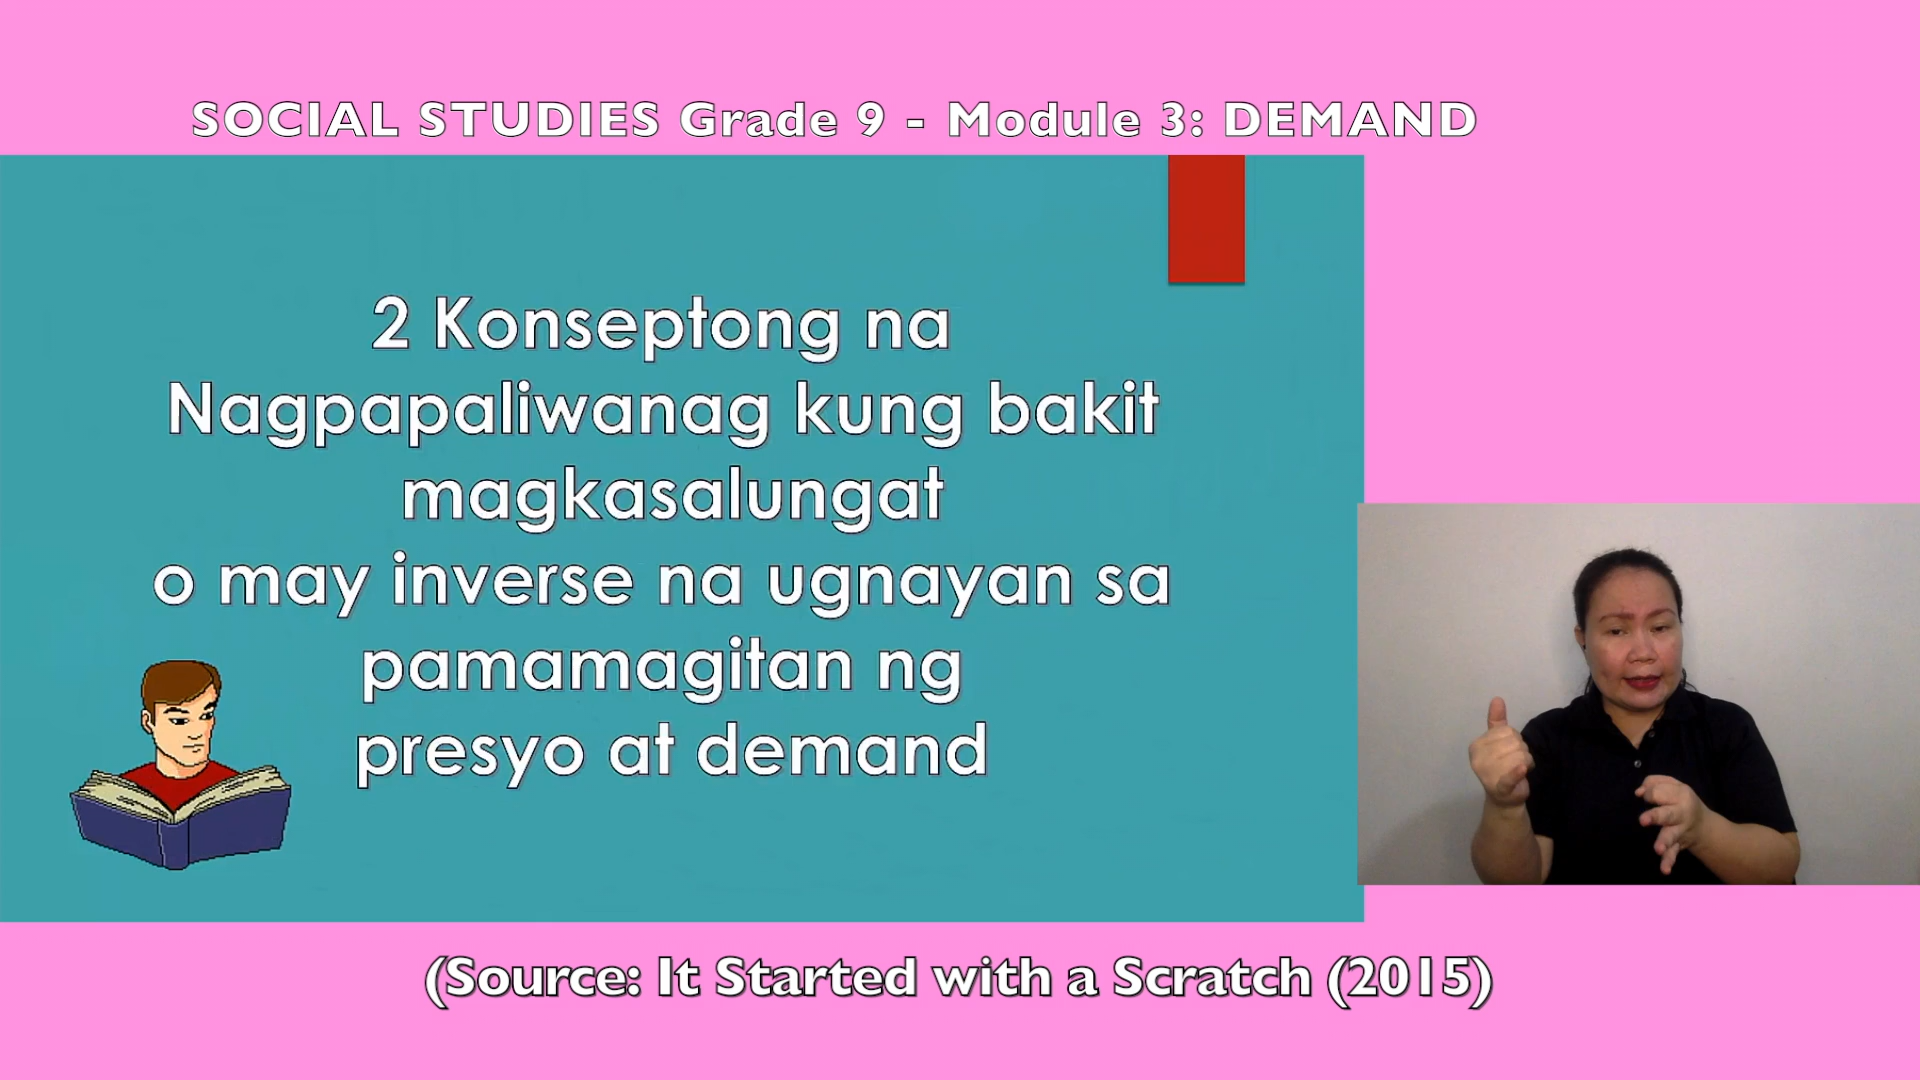 SOCIAL STUDIES Grade 9 - Module 3: DEMAND
2 Konseptong na
Nagpapaliwanag kung bakit
magkasalungat
o may inverse na ugnayan sa
pamamagitan ng
presyo at demand
(Source: It Started with a Scratch (2015)